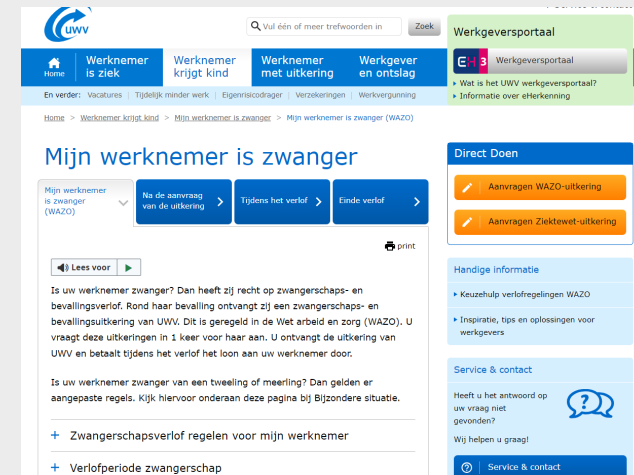 uwv
Vul één of meer trefwoorden in
Zoek
Home
Werknemer
is ziek
Werknemer
krijgt kind
Werknemer
met uitkering
Werkgever
en ontslag
En verder: Vacatures | Tijdelijk minder werk | Eigenrisicodrager | Verzekeringen | Werkvergunning
Home > Werknemer krijgt kind > Mijn werknemer is zwanger > Mijn werknemer is zwanger (WAZO)
Mijn werknemer is zwanger
Mijn werknemer
is zwanger
(WAZO)
Na de aanvraag
van de uitkering
Tijdens het verlof
Einde verlof
print
Lees voor
Is uw werknemer zwanger? Dan heeft zij recht op zwangerschaps- en
bevallingsverlof. Rond haar bevalling ontvangt zij een zwangerschaps- en
bevallingsuitkering van UWV. Dit is geregeld in de Wet arbeid en zorg (WAZO). U
vraagt deze uitkeringen in 1 keer voor haar aan. U ontvangt de uitkering van
UWV en betaalt tijdens het verlof het loon aan uw werknemer door.
Is uw werknemer zwanger van een tweeling of meerling? Dan gelden er
aangepaste regels. Kijk hiervoor onderaan deze pagina bij Bijzondere situatie.
+ Zwangerschapsverlof regelen voor mijn werknemer
+ Verlofperiode zwangerschap
Werkgeversportaal
EH3 Werkgeversportaal
Wat is het UWV werkgeversportaal?
Informatie over eHerkenning
Direct Doen
Aanvragen WAZO-uitkering
Aanvragen Ziektewet-uitkering
Handige informatie
Keuzehulp verlofregelingen WAZO
Inspiratie, tips en oplossingen voor
werkgevers
Service & contact
Heeft u het antwoord op
uw vraag niet
gevonden?
Wij helpen u graag!
Service & contact